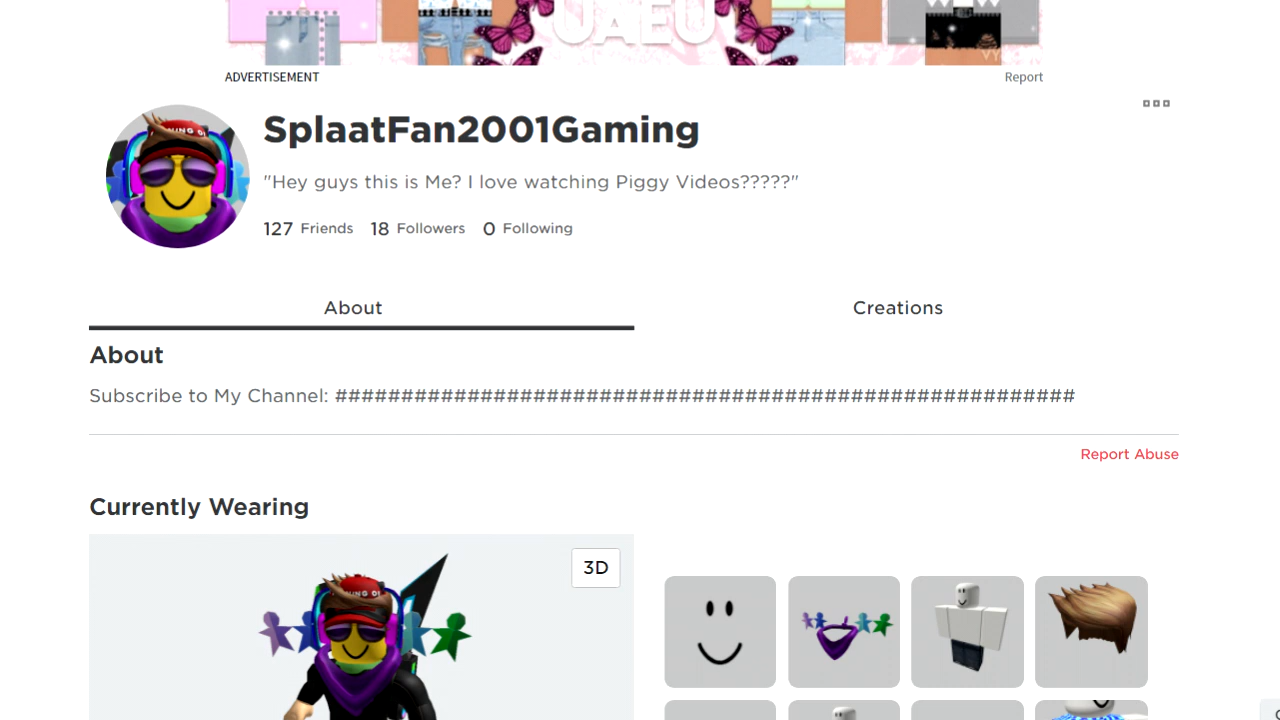 UAEU
ADVERTISEMENT
Report
SplaatFan2001Gaming
"Hey guys this is Me? I love watching Piggy Videos?????"
127 Friends 18 Followers 0 Following
About
Creations
About
Subscribe to My Channel: ########################################################
Report Abuse
Currently Wearing
3D